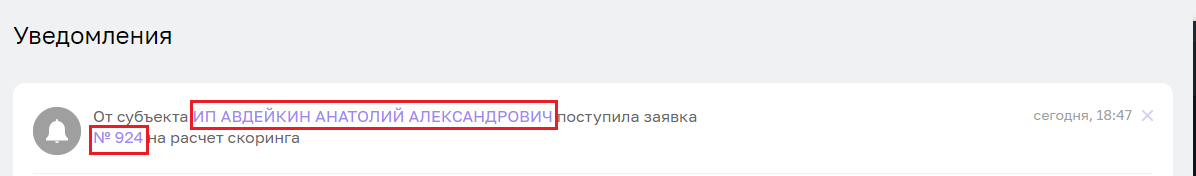 Уведомления
От субъекта ИП АВДЕЙКИН АНАТОЛИЙ АЛЕКСАНДРОВИЧ поступила заявка
сегодня, 18:47
№ 924 на расчет скоринга